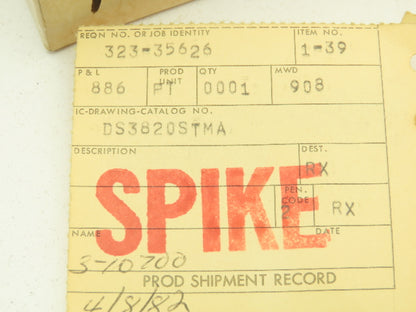 REQN NO. OR JOB IDENTITY ITEM NO.
323-35626 1-39
P & L PROD UNIT QTY MWD
886 PT 0001 908
IC-DRAWING-CATALOG NO.
DS3820STMA
DESCRIPTION DEST.
RX
SPIKE
PEN. CODE
2 RX
NAME DATE
3-10700
PROD SHIPMENT RECORD
4/8/82